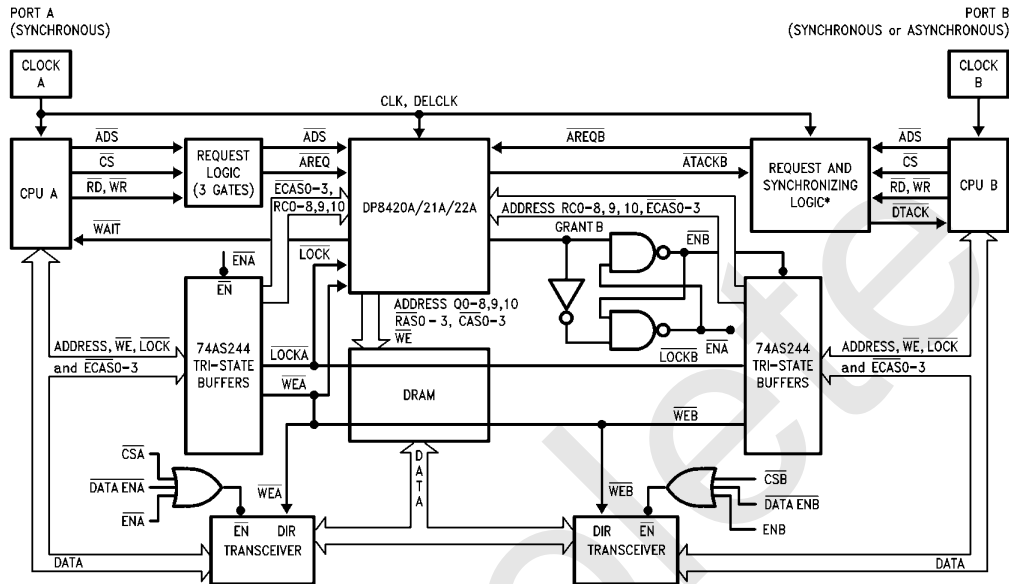 PORT A
(SYNCHRONOUS)
PORT B
(SYNCHRONOUS or ASYNCHRONOUS)
CLOCK
A
CLOCK
B
CLK, DELCLK
CPU A
ADS
CS
RD, WR
WAIT
REQUEST
LOGIC
(3 GATES)
ADS
AREQ
ECAS0-3,
RC0-8,9,10
LOCK
DP8420A/21A/22A
AREQB
ATACKB
ADDRESS RC0-8, 9, 10, ECAS0-3
GRANT B
REQUEST AND
SYNCHRONIZING
LOGIC*
ADS
CS
RD, WR
DTACK
CPU B
ENB
ENA
ENA
EN
74AS244
TRI-STATE
BUFFERS
ADDRESS, WE, LOCK
and ECAS0-3
LOCKA
WEA
ADDRESS Q0-8,9,10
RAS0-3, CAS0-3
WE
DRAM
LOCKB
WEB
74AS244
TRI-STATE
BUFFERS
ADDRESS, WE, LOCK
and ECAS0-3
DATA
CSA
DATA ENA
ENA
WEA
EN DIR
TRANSCEIVER
DATA
WEB
DIR EN
TRANSCEIVER
CSB
DATA ENB
ENB
DATA
olete